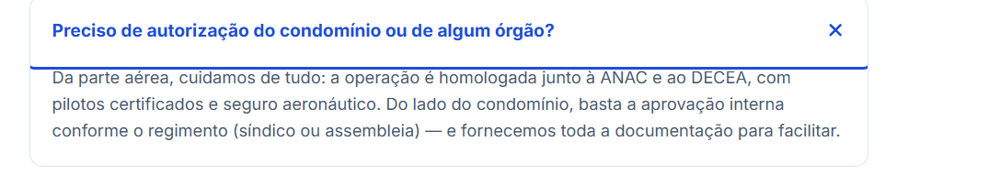 Preciso de autorização do condomínio ou de algum órgão?
Da parte aérea, cuidamos de tudo: a operação é homologada junto à ANAC e ao DECEA, com
pilotos certificados e seguro aeronáutico. Do lado do condomínio, basta a aprovação interna
conforme o regimento (síndico ou assembleia) — e fornecemos toda a documentação para facilitar.